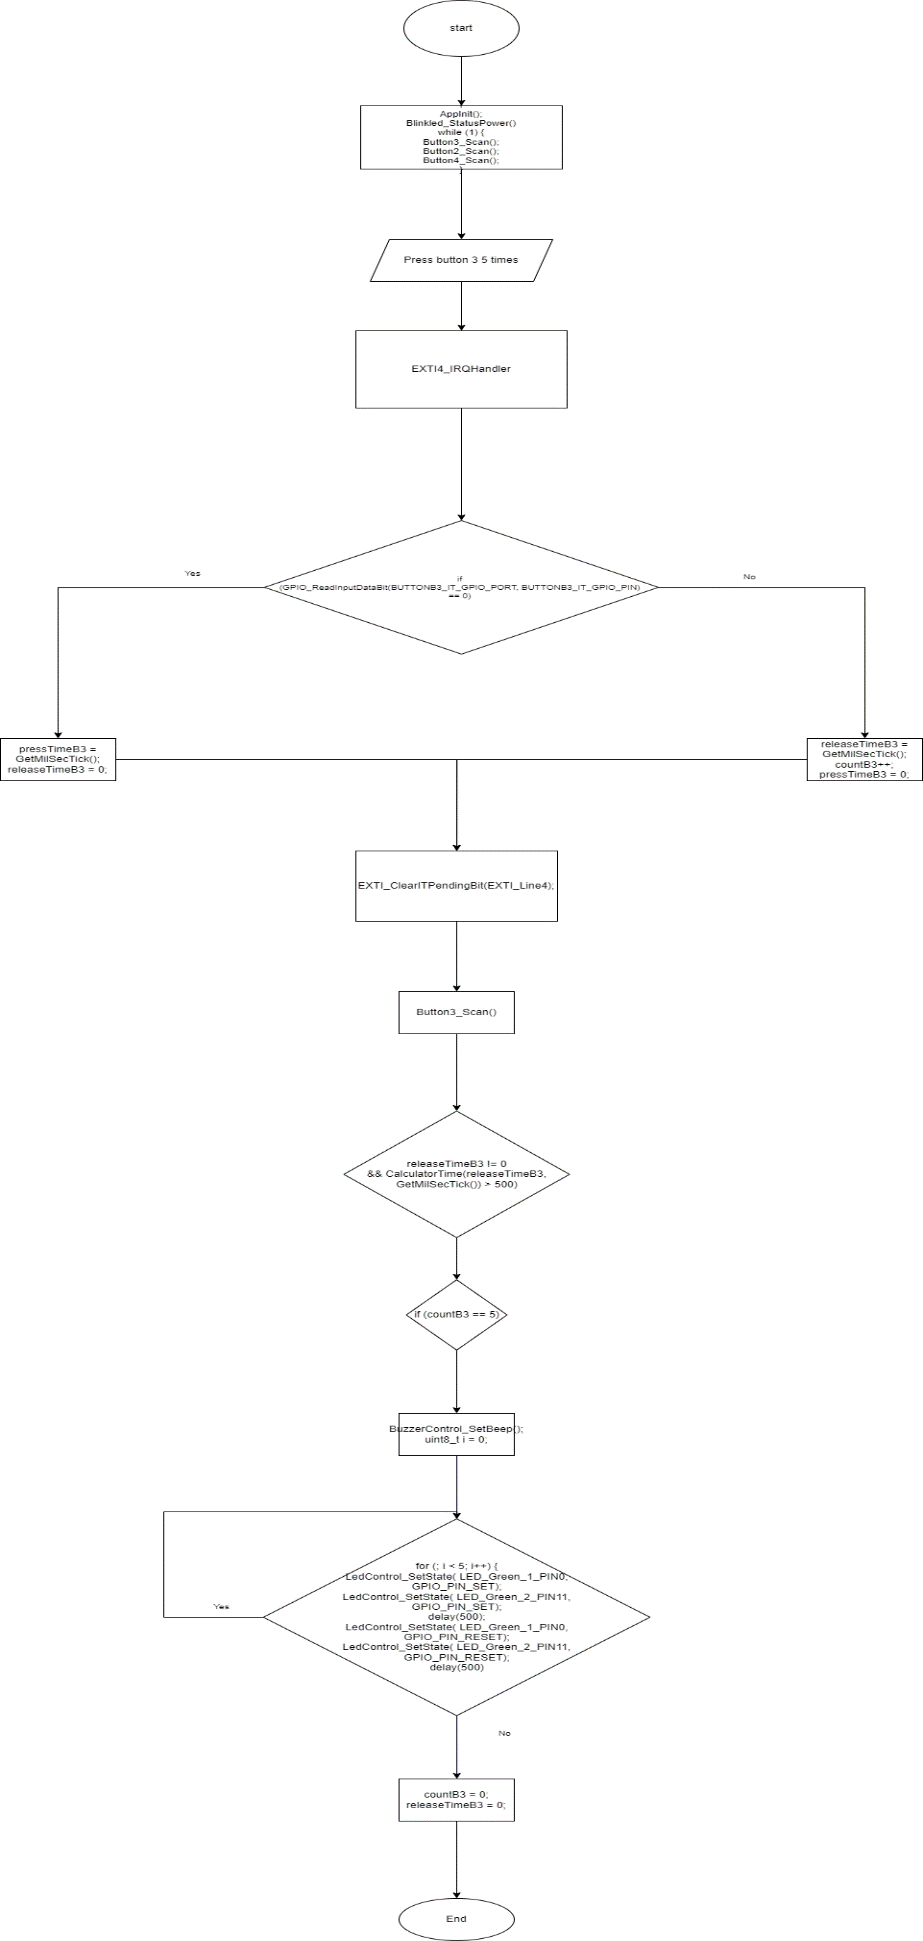 start
AppInit();
Blinkled_StatusPower()
while (1) {
Button3_Scan();
Button2_Scan();
Button4_Scan();
}
Press button 3 5 times
EXTI4_IRQHandler
if
(GPIO_ReadInputDataBit(BUTTONB3_IT_GPIO_PORT, BUTTONB3_IT_GPIO_PIN)
== 0)
Yes
No
pressTimeB3 =
GetMilSecTick();
releaseTimeB3 = 0;
releaseTimeB3 =
GetMilSecTick();
countB3++;
pressTimeB3 = 0;
EXTI_ClearITPendingBit(EXTI_Line4);
Button3_Scan()
releaseTimeB3 != 0
&& CalculatorTime(releaseTimeB3,
GetMilSecTick()) > 500)
if (countB3 == 5)
BuzzerControl_SetBeep();
uint8_t i = 0;
for (; i < 5; i++) {
LedControl_SetState( LED_Green_1_PIN0,
GPIO_PIN_SET);
LedControl_SetState( LED_Green_2_PIN11,
GPIO_PIN_SET);
delay(500);
LedControl_SetState( LED_Green_1_PIN0,
GPIO_PIN_RESET);
LedControl_SetState( LED_Green_2_PIN11,
GPIO_PIN_RESET);
delay(500)
Yes
No
countB3 = 0;
releaseTimeB3 = 0;
End